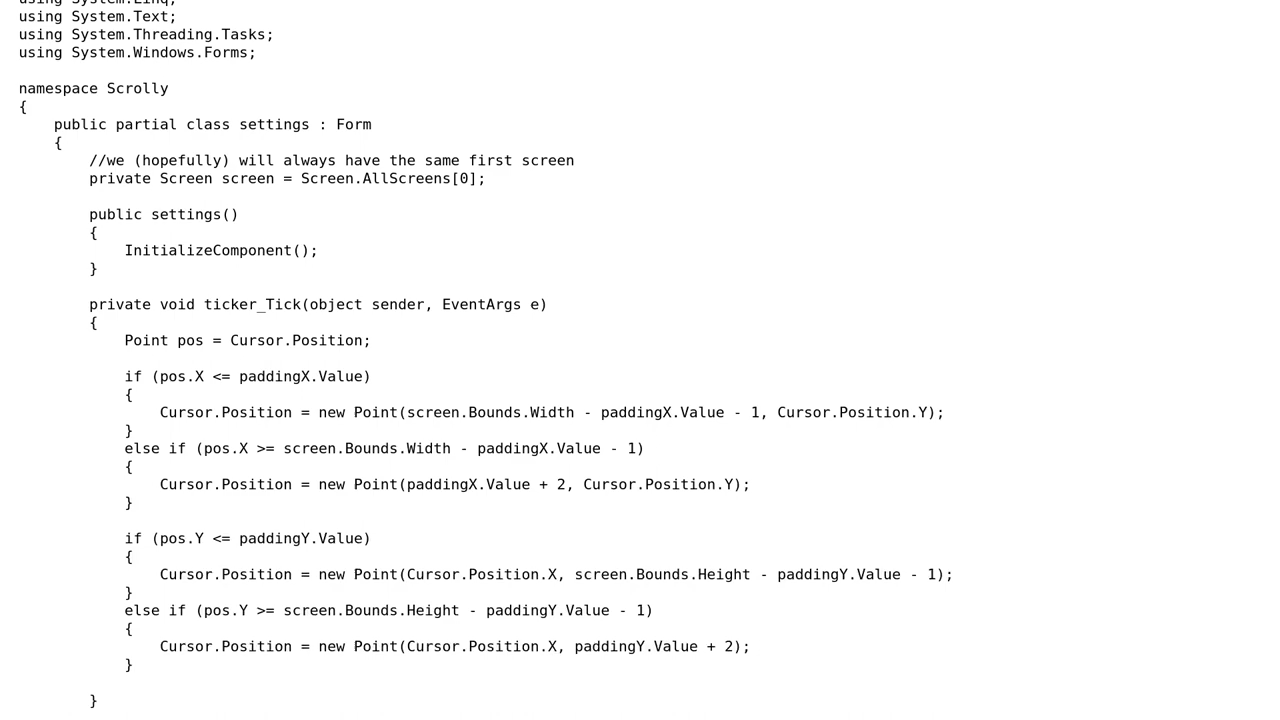 using System.Linq;
using System.Text;
using System.Threading.Tasks;
using System.Windows.Forms;

namespace Scrolly
{
    public partial class settings : Form
    {
        //we (hopefully) will always have the same first screen
        private Screen screen = Screen.AllScreens[0];

        public settings()
        {
            InitializeComponent();
        }

        private void ticker_Tick(object sender, EventArgs e)
        {
            Point pos = Cursor.Position;

            if (pos.X <= paddingX.Value)
            {
                Cursor.Position = new Point(screen.Bounds.Width - paddingX.Value - 1, Cursor.Position.Y);
            }
            else if (pos.X >= screen.Bounds.Width - paddingX.Value - 1)
            {
                Cursor.Position = new Point(paddingX.Value + 2, Cursor.Position.Y);
            }

            if (pos.Y <= paddingY.Value)
            {
                Cursor.Position = new Point(Cursor.Position.X, screen.Bounds.Height - paddingY.Value - 1);
            }
            else if (pos.Y >= screen.Bounds.Height - paddingY.Value - 1)
            {
                Cursor.Position = new Point(Cursor.Position.X, paddingY.Value + 2);
            }

        }